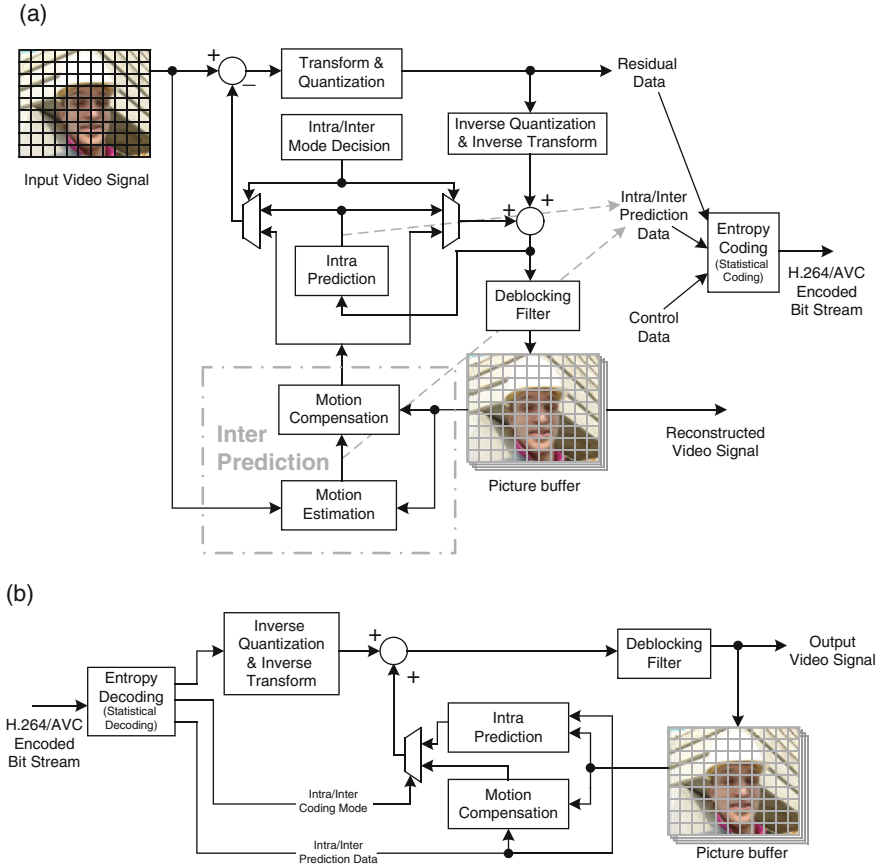 (a)
Input Video Signal
+
−
Transform &
Quantization
Residual
Data
Intra/Inter
Mode Decision
Inverse Quantization
& Inverse Transform
+
+
Intra/Inter
Prediction
Data
Intra
Prediction
Entropy
Coding
(Statistical
Coding)
H.264/AVC
Encoded
Bit Stream
Deblocking
Filter
Control
Data
Motion
Compensation
Inter
Prediction
Reconstructed
Video Signal
Motion
Estimation
Picture buffer
(b)
Inverse
Quantization
& Inverse
Transform
+
+
Deblocking
Filter
Output
Video Signal
Entropy
Decoding
(Statistical
Decoding)
H.264/AVC
Encoded
Bit Stream
Intra
Prediction
Intra/Inter
Coding Mode
Motion
Compensation
Intra/Inter
Prediction Data
Picture buffer